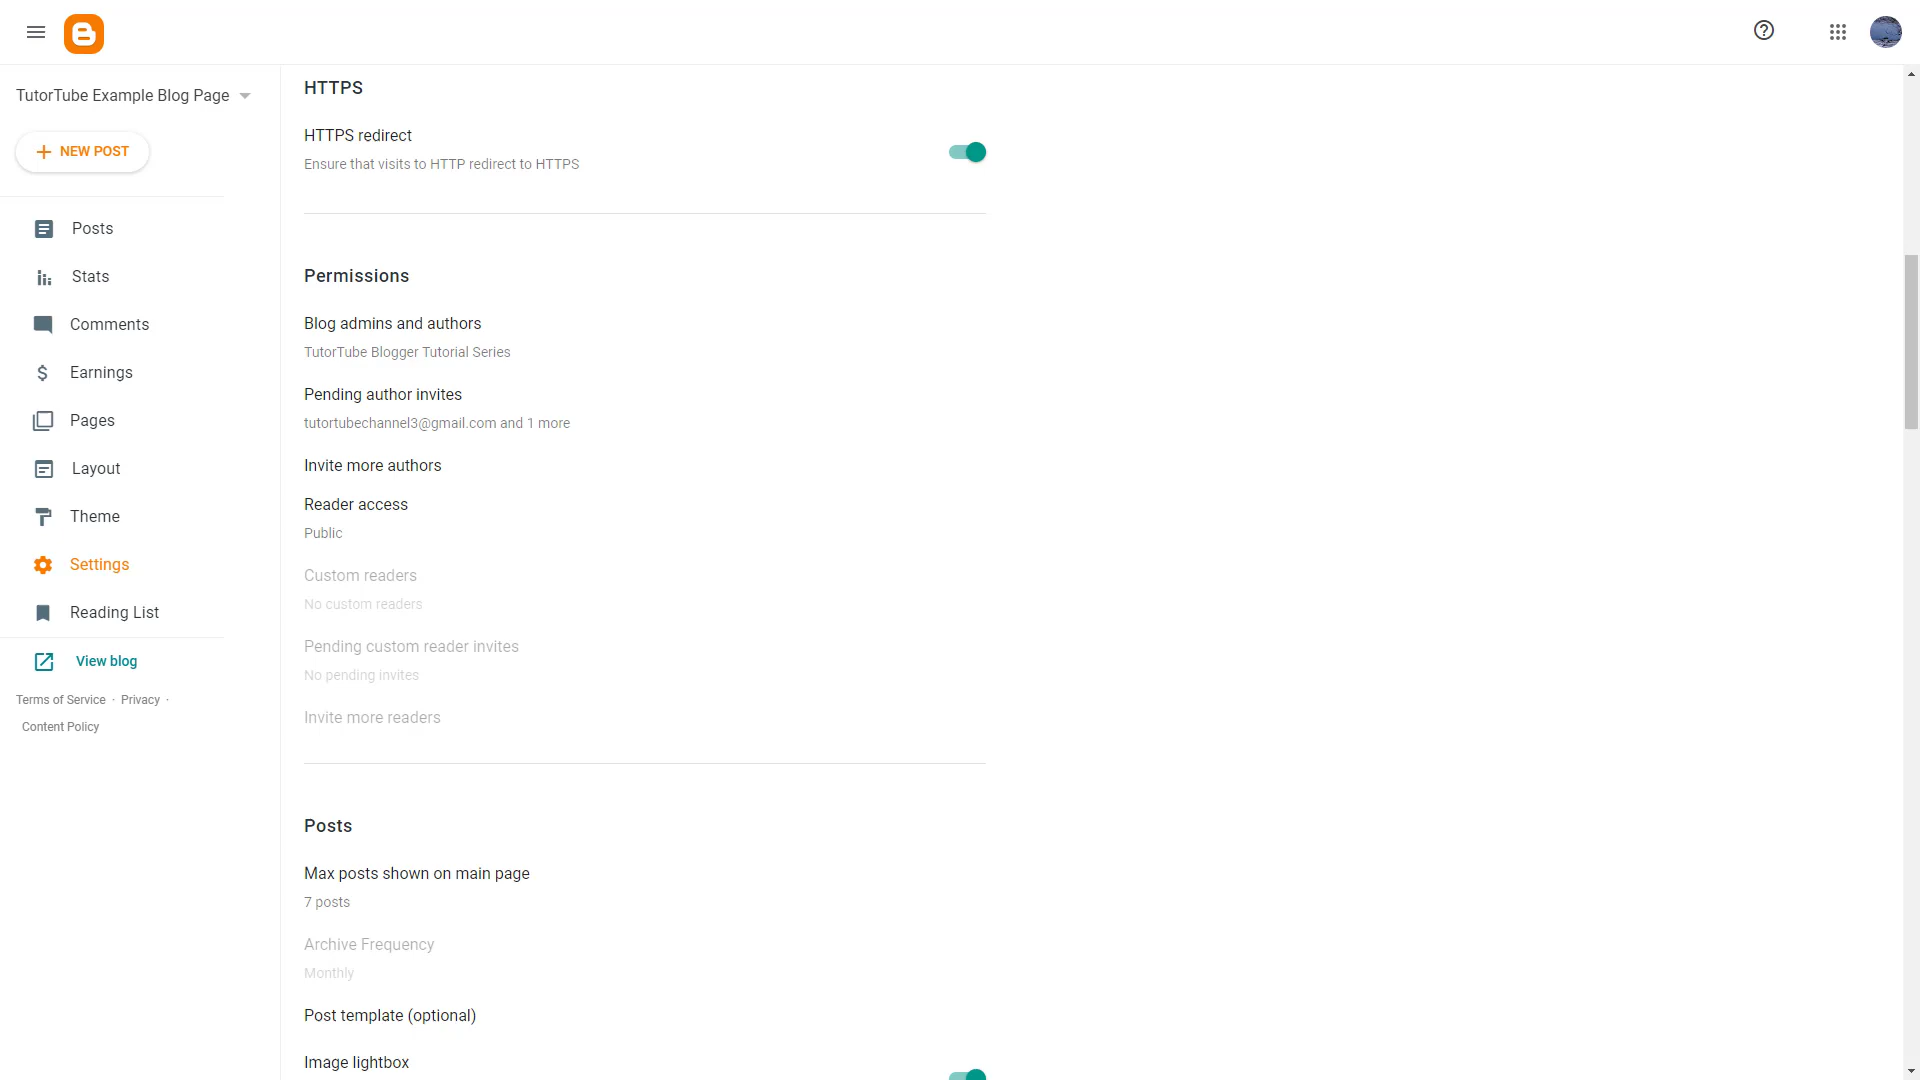 TutorTube Example Blog Page
NEW POST
Posts
Stats
Comments
Earnings
Pages
Layout
Theme
Settings
Reading List
View blog
Terms of Service · Privacy ·
Content Policy
HTTPS
HTTPS redirect
Ensure that visits to HTTP redirect to HTTPS
Permissions
Blog admins and authors
TutorTube Blogger Tutorial Series
Pending author invites
tutortubechannel3@gmail.com and 1 more
Invite more authors
Reader access
Public
Custom readers
No custom readers
Pending custom reader invites
No pending invites
Invite more readers
Posts
Max posts shown on main page
7 posts
Archive Frequency
Monthly
Post template (optional)
Image lightbox